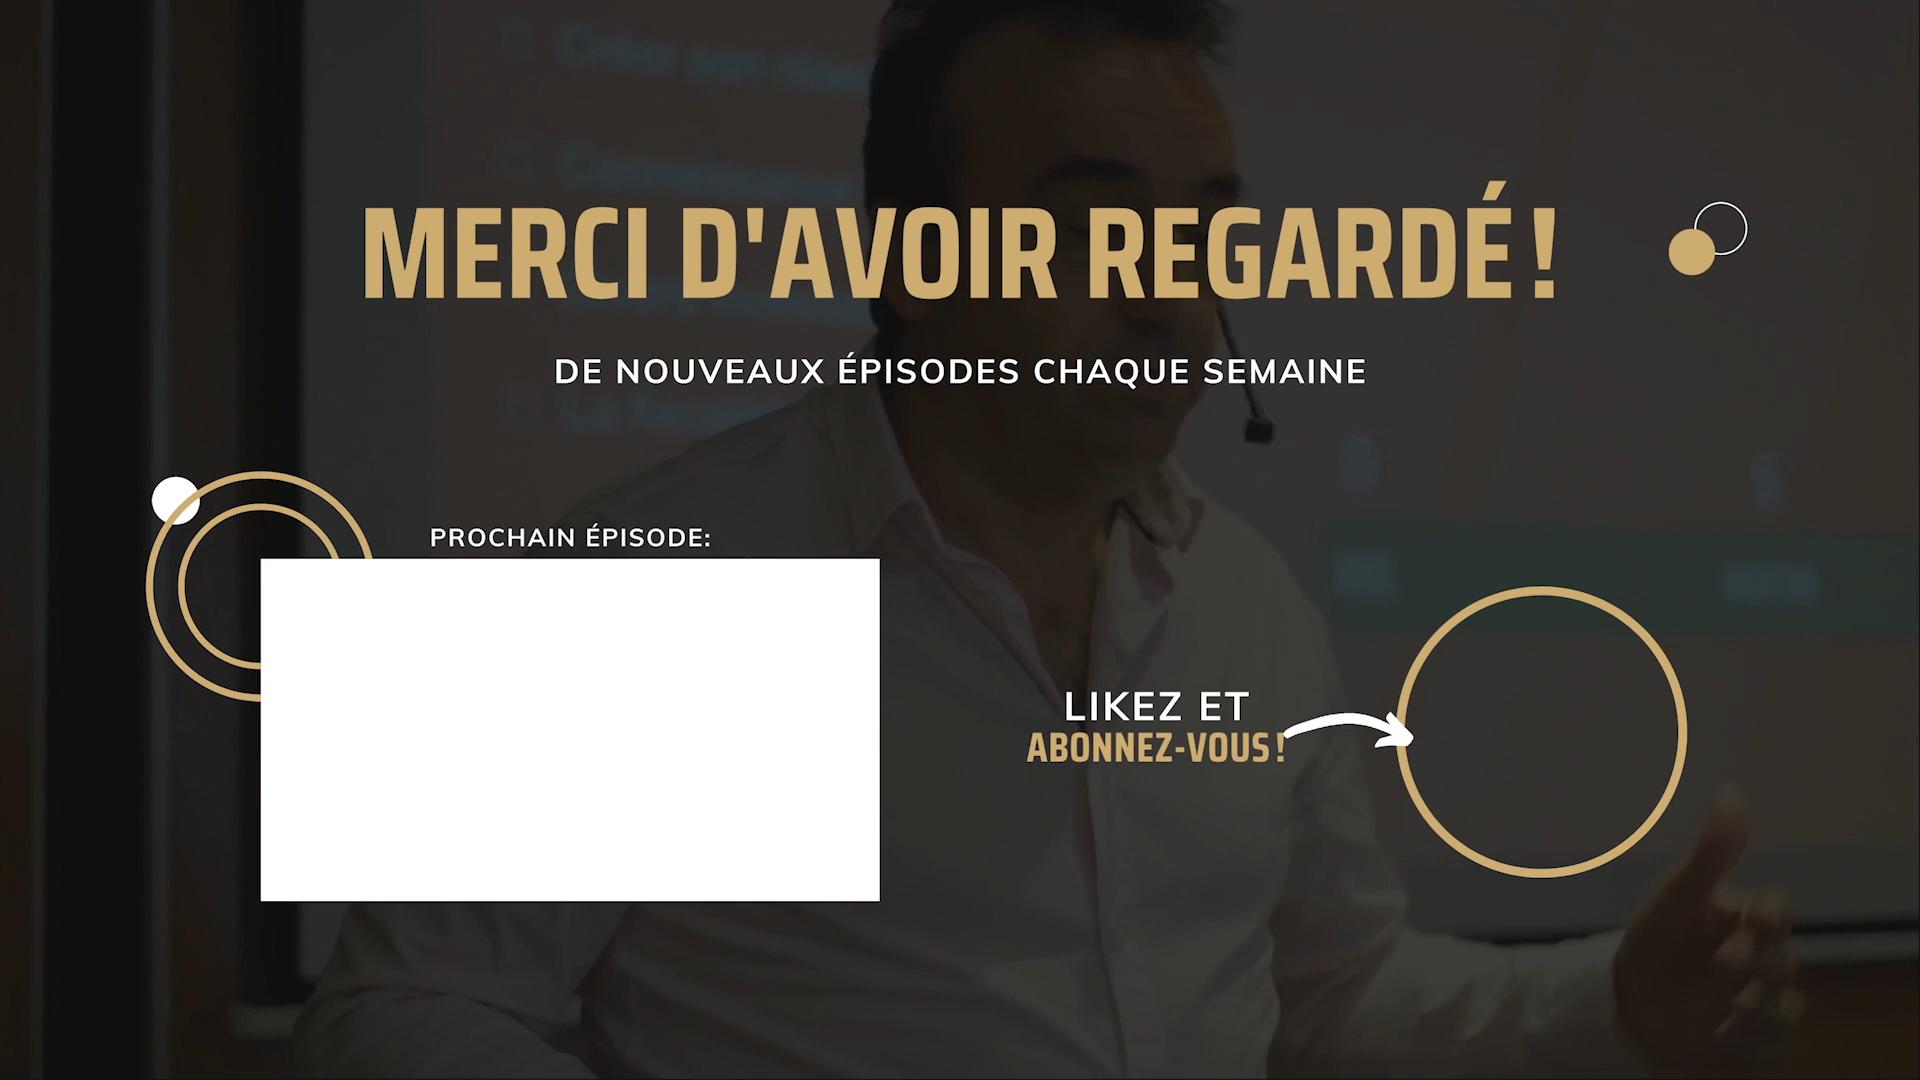 MERCI D'AVOIR REGARDÉ !
DE NOUVEAUX ÉPISODES CHAQUE SEMAINE
PROCHAIN ÉPISODE:
LIKEZ ET
ABONNEZ-VOUS !